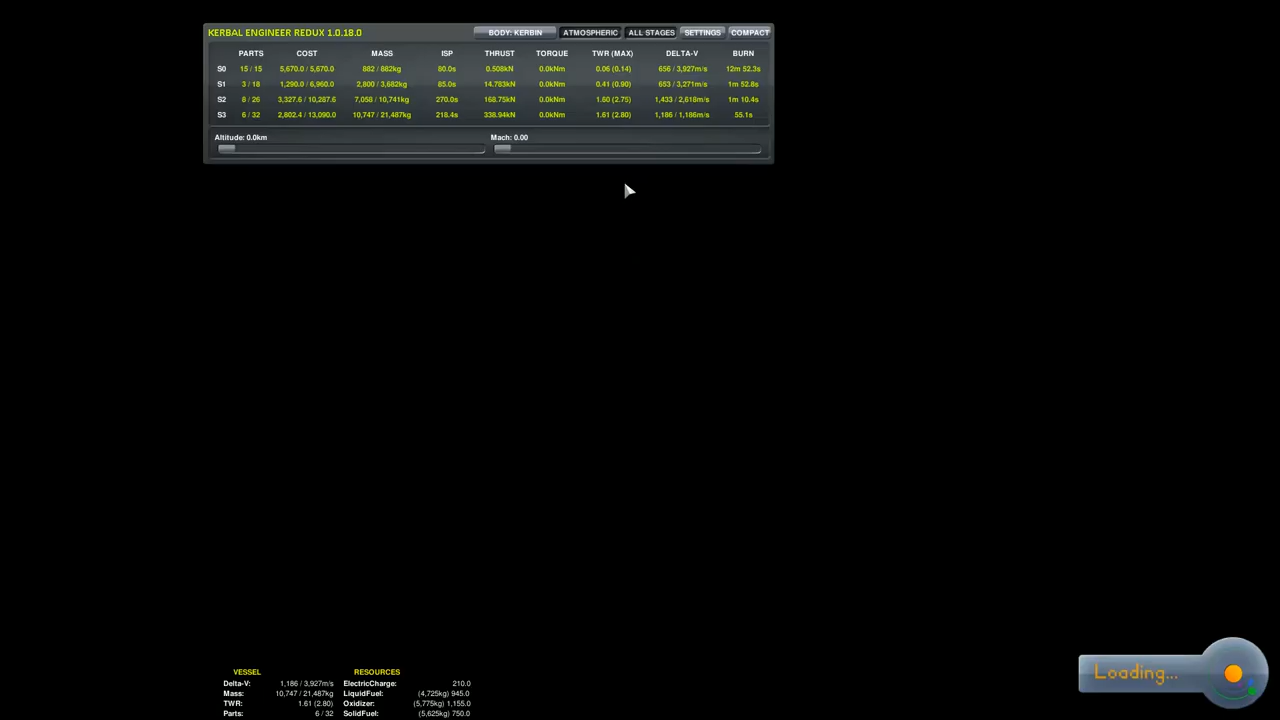 KERBAL ENGINEER REDUX 1.0.18.0 BODY: KERBIN ATMOSPHERIC ALL STAGES SETTINGS COMPACT
PARTS COST MASS ISP THRUST TORQUE TWR (MAX) DELTA-V BURN
S0 15 / 15 5,670.0 / 5,670.0 882 / 882kg 80.0s 0.508kN 0.0kNm 0.06 (0.14) 656 / 3,927m/s 12m 52.3s
S1 3 / 18 1,290.0 / 6,960.0 2,800 / 3,682kg 85.0s 14.783kN 0.0kNm 0.41 (0.90) 653 / 3,271m/s 1m 52.8s
S2 8 / 26 3,327.6 / 10,287.6 7,058 / 10,741kg 270.0s 168.75kN 0.0kNm 1.60 (2.75) 1,433 / 2,618m/s 1m 10.4s
S3 6 / 32 2,802.4 / 13,090.0 10,747 / 21,487kg 218.4s 338.94kN 0.0kNm 1.61 (2.80) 1,186 / 1,186m/s 55.1s
Altitude: 0.0km Mach: 0.00
VESSEL RESOURCES
Delta-V: 1,186 / 3,927m/s ElectricCharge: 210.0
Mass: 10,747 / 21,487kg LiquidFuel: (4,725kg) 945.0
TWR: 1.61 (2.80) Oxidizer: (5,775kg) 1,155.0
Parts: 6 / 32 SolidFuel: (5,625kg) 750.0
Loading...